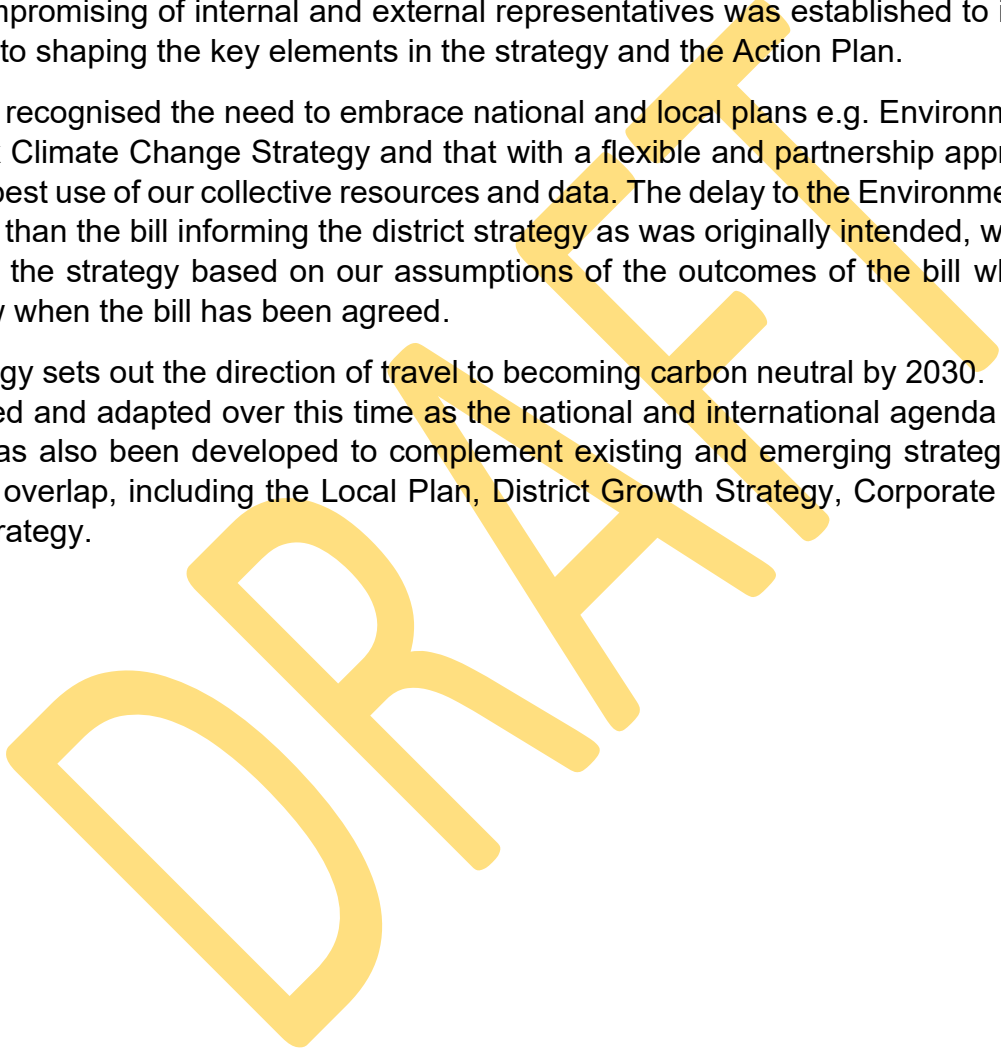 mpromising of internal and external representatives was established to
to shaping the key elements in the strategy and the Action Plan.
recognised the need to embrace national and local plans e.g. Environ
Climate Change Strategy and that with a flexible and partnership app
best use of our collective resources and data. The delay to the Environme
than the bill informing the district strategy as was originally intended, w
the strategy based on our assumptions of the outcomes of the bill w
when the bill has been agreed.
gy sets out the direction of travel to becoming carbon neutral by 2030.
ed and adapted over this time as the national and international agenda
as also been developed to complement existing and emerging strateg
overlap, including the Local Plan, District Growth Strategy, Corporate
rategy.
DRAFT